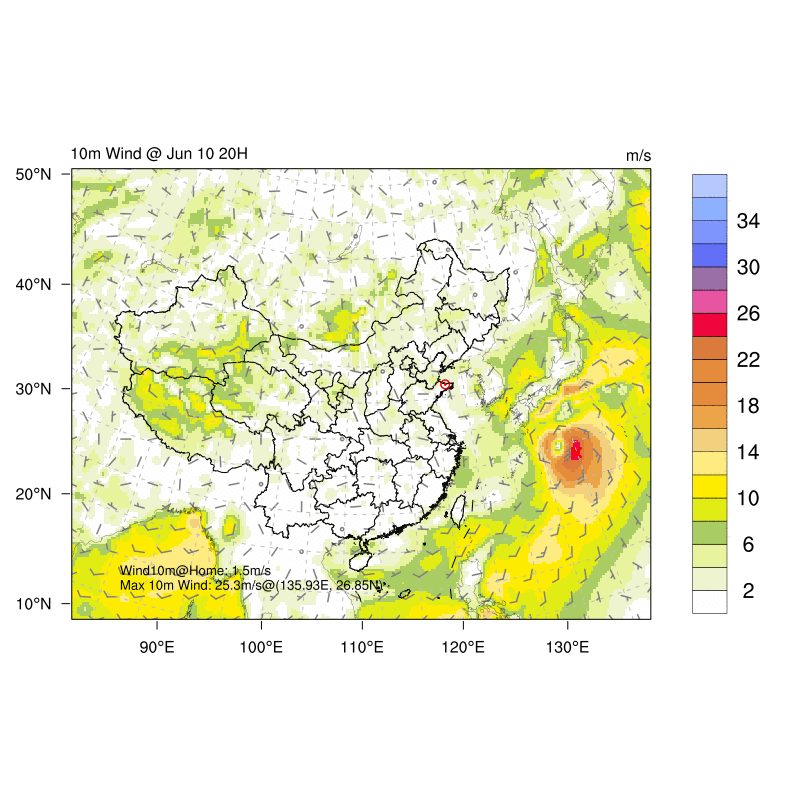 10m Wind @ Jun 10 20H
m/s
50°N
40°N
30°N
20°N
10°N
34
30
26
22
18
14
10
6
2
Wind10m@Home: 1.5m/s
Max 10m Wind: 25.3m/s@(135.93E, 26.85N)
90°E
100°E
110°E
120°E
130°E